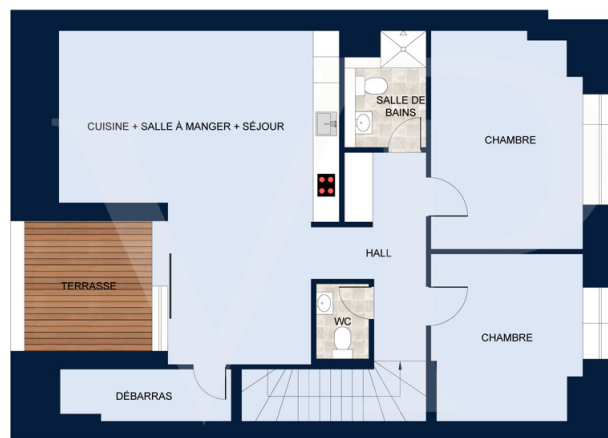 CUISINE + SALLE À MANGER + SÉJOUR
SALLE DE
BAINS
CHAMBRE
HALL
TERRASSE
WC
CHAMBRE
DÉBARRAS